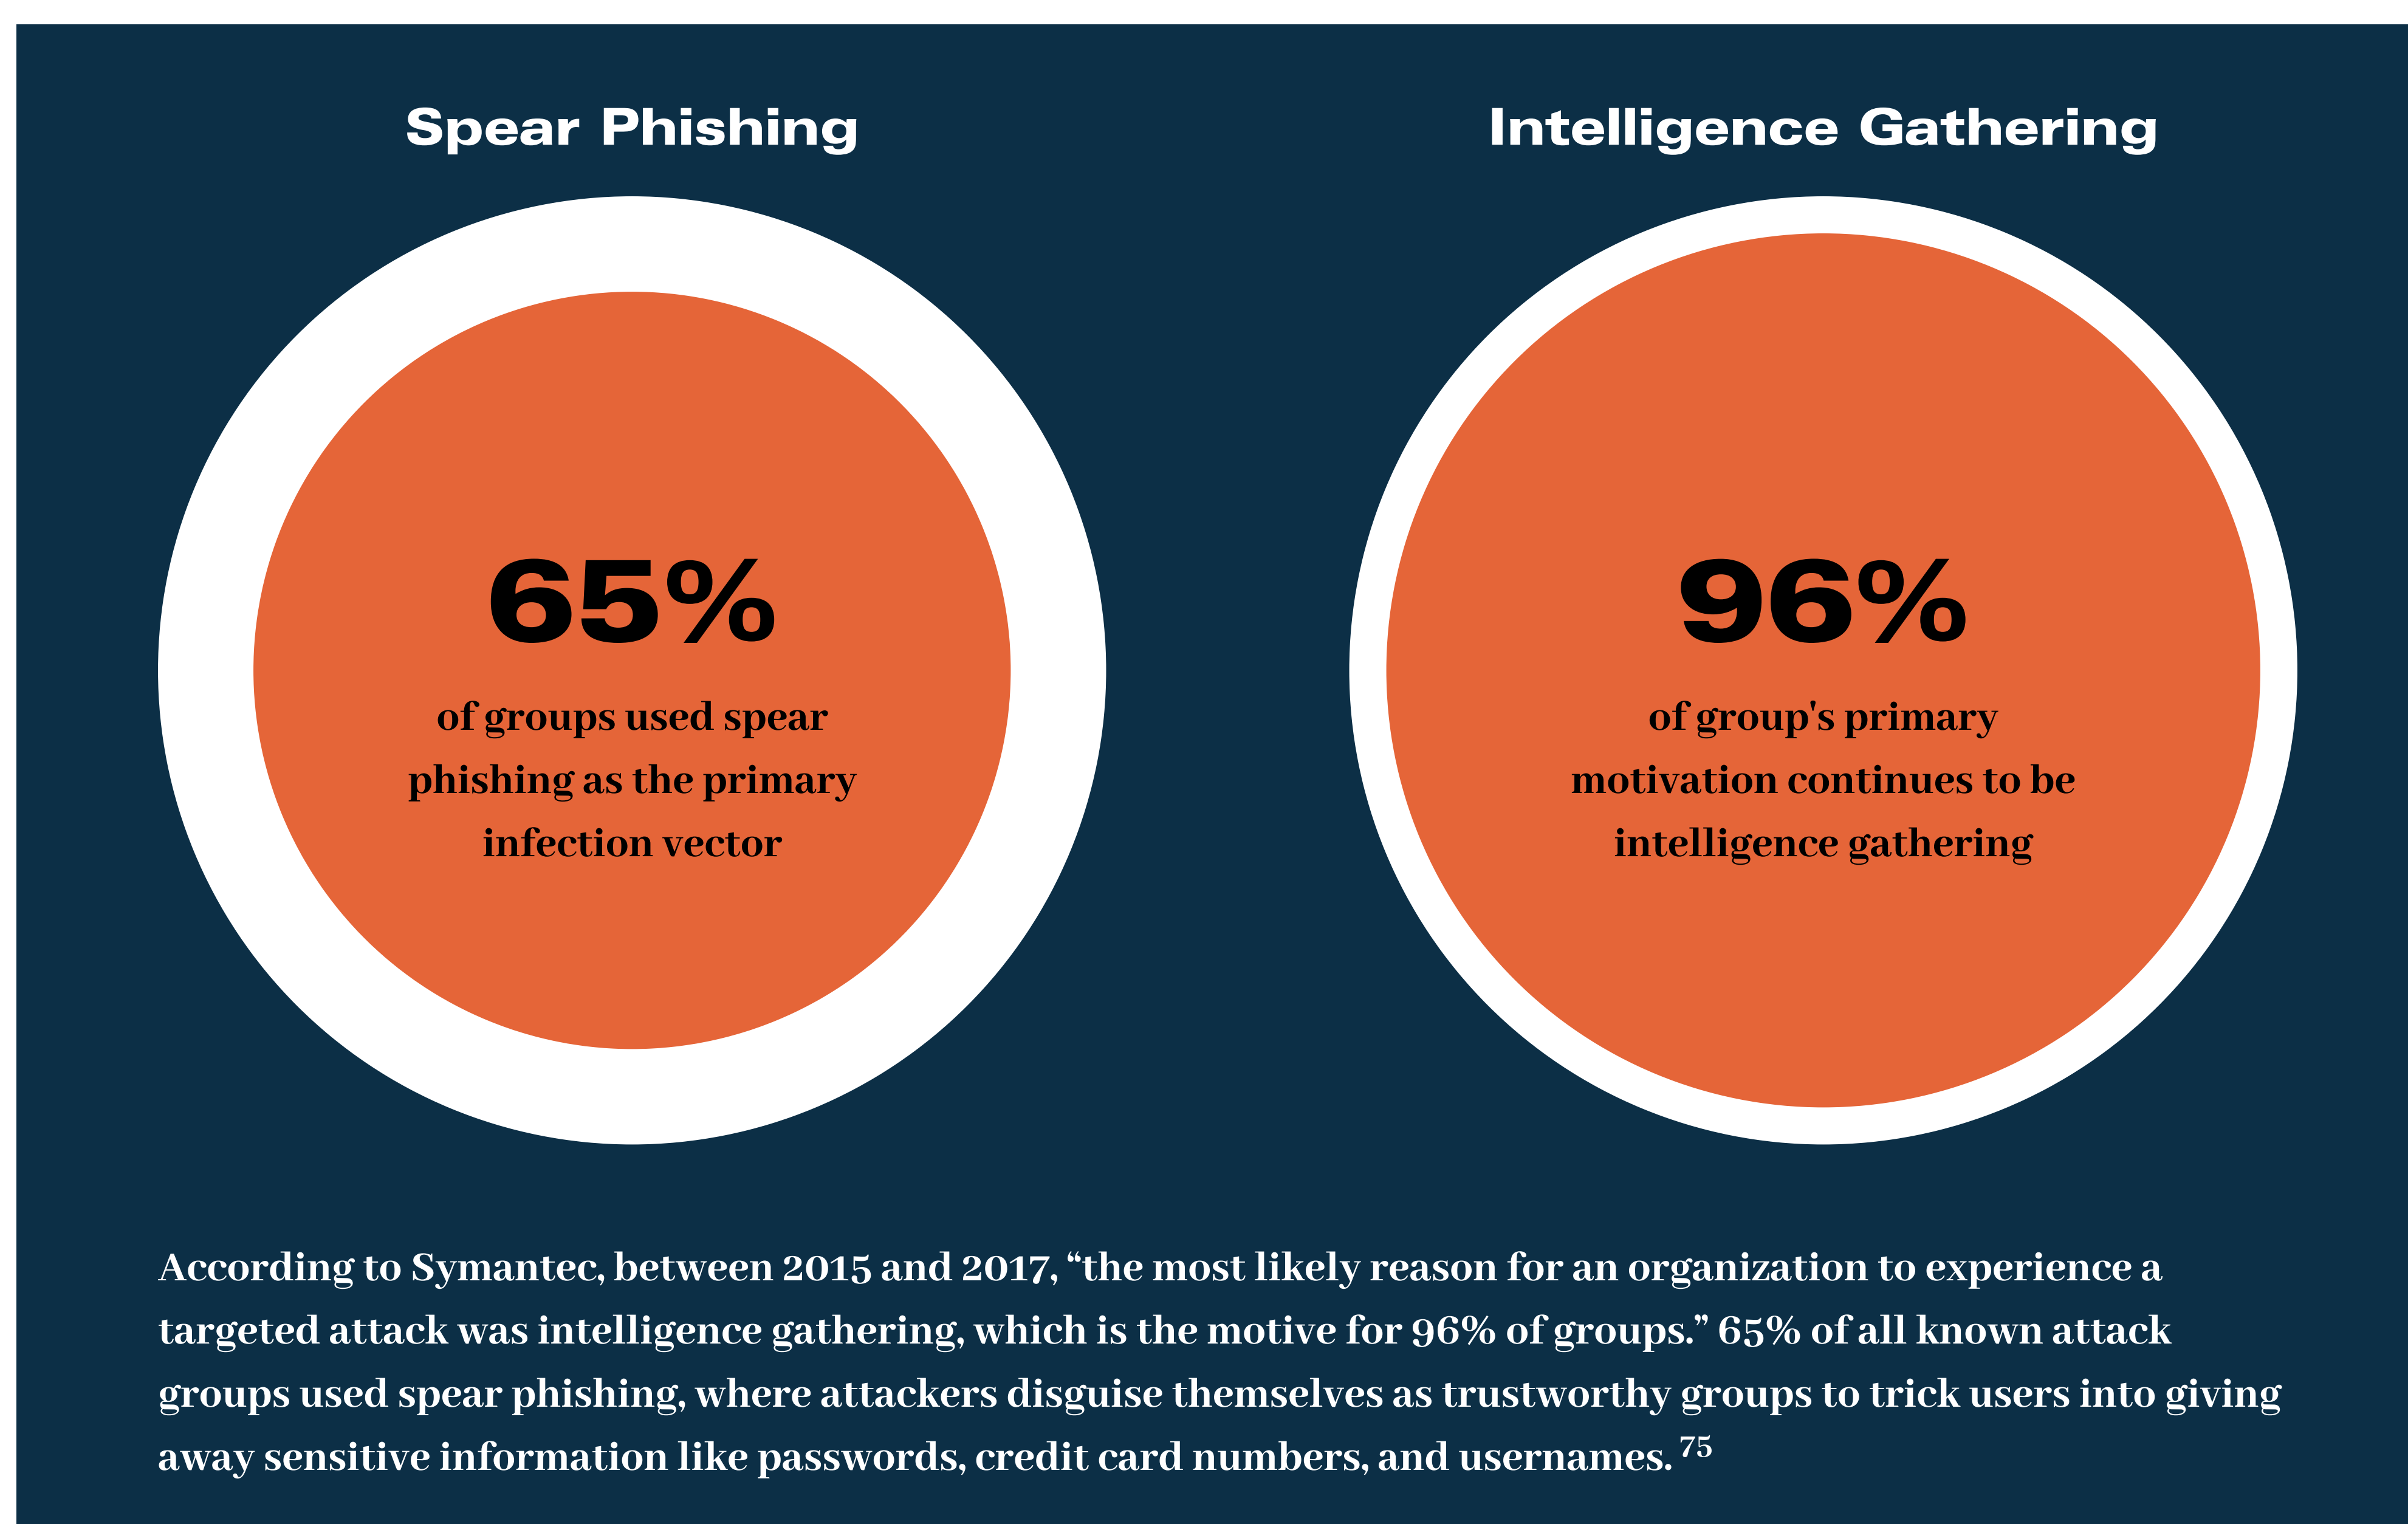 Spear Phishing
Intelligence Gathering
65%
of groups used spear
phishing as the primary
infection vector
96%
of group's primary
motivation continues to be
intelligence gathering
According to Symantec, between 2015 and 2017, “the most likely reason for an organization to experience a
targeted attack was intelligence gathering, which is the motive for 96% of groups.” 65% of all known attack
groups used spear phishing, where attackers disguise themselves as trustworthy groups to trick users into giving
away sensitive information like passwords, credit card numbers, and usernames. 75